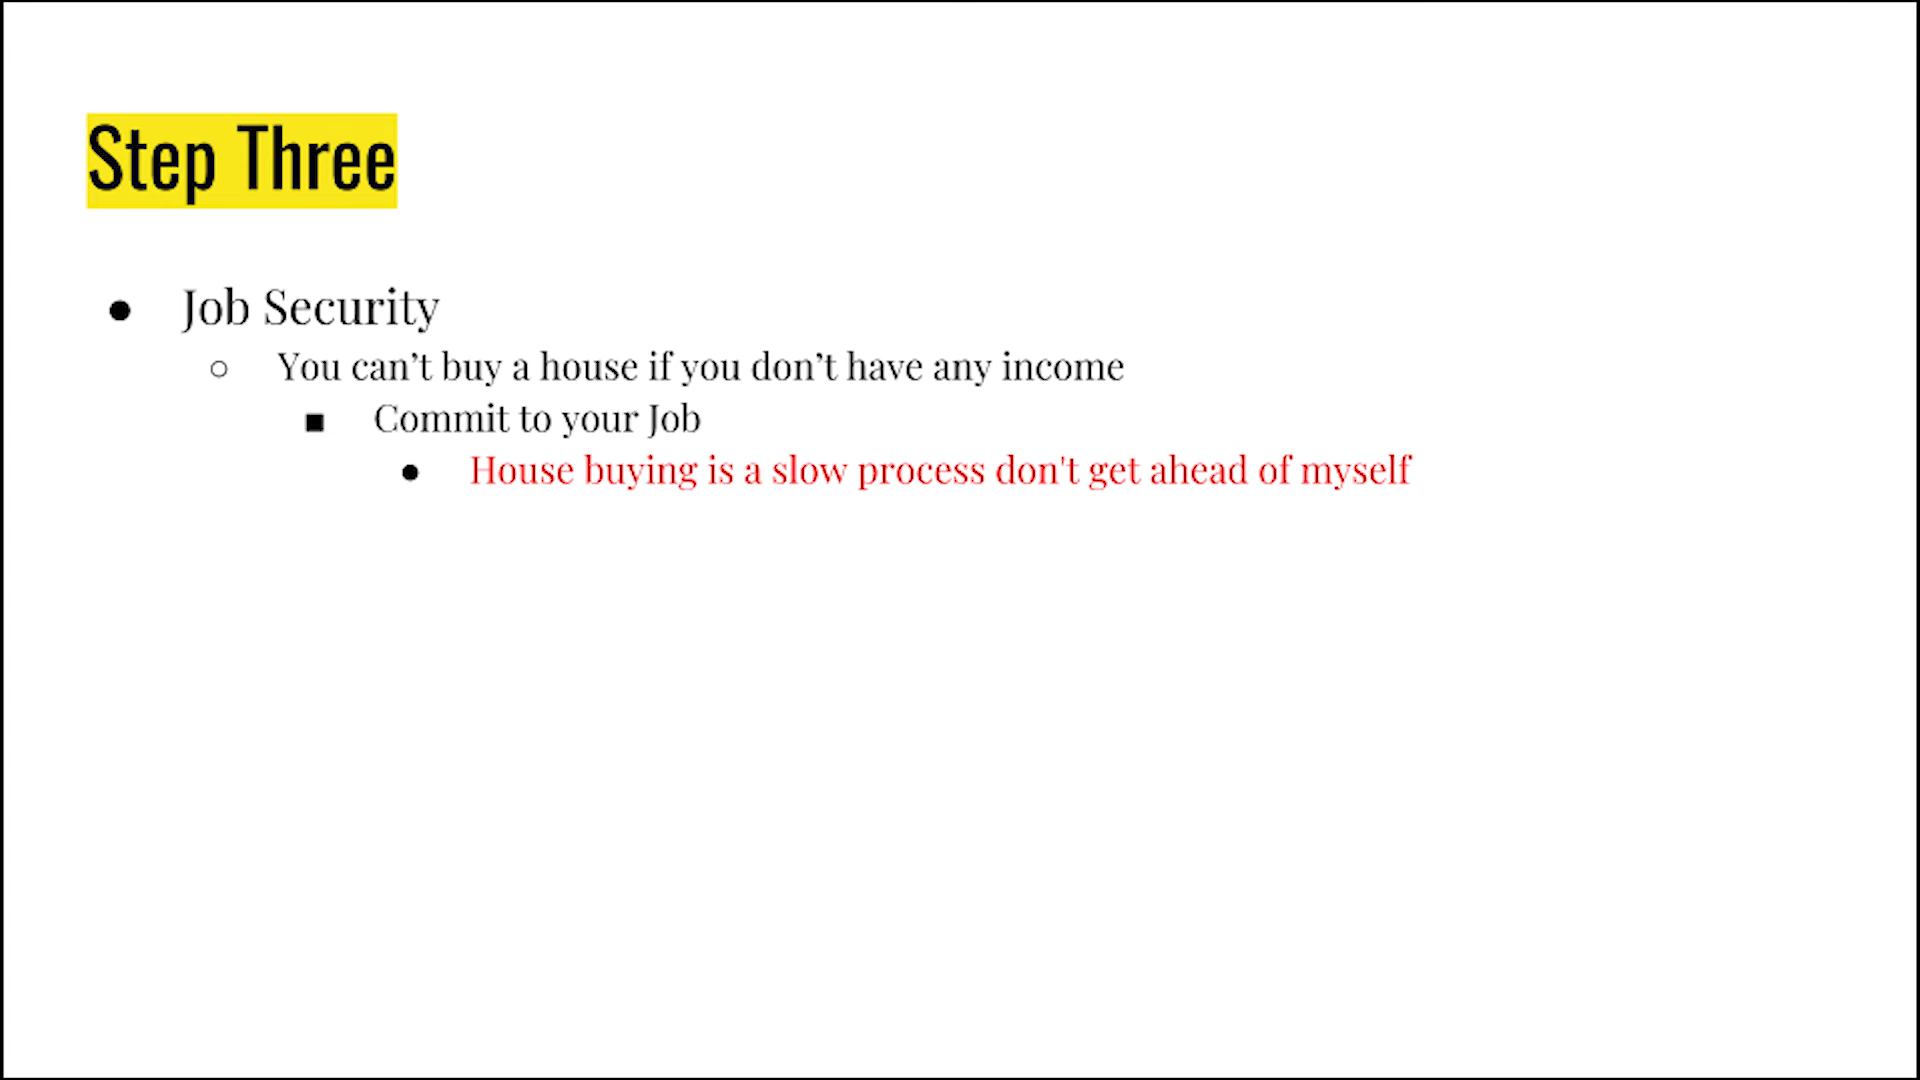 Step Three
Job Security
You can’t buy a house if you don’t have any income
Commit to your Job
House buying is a slow process don't get ahead of myself